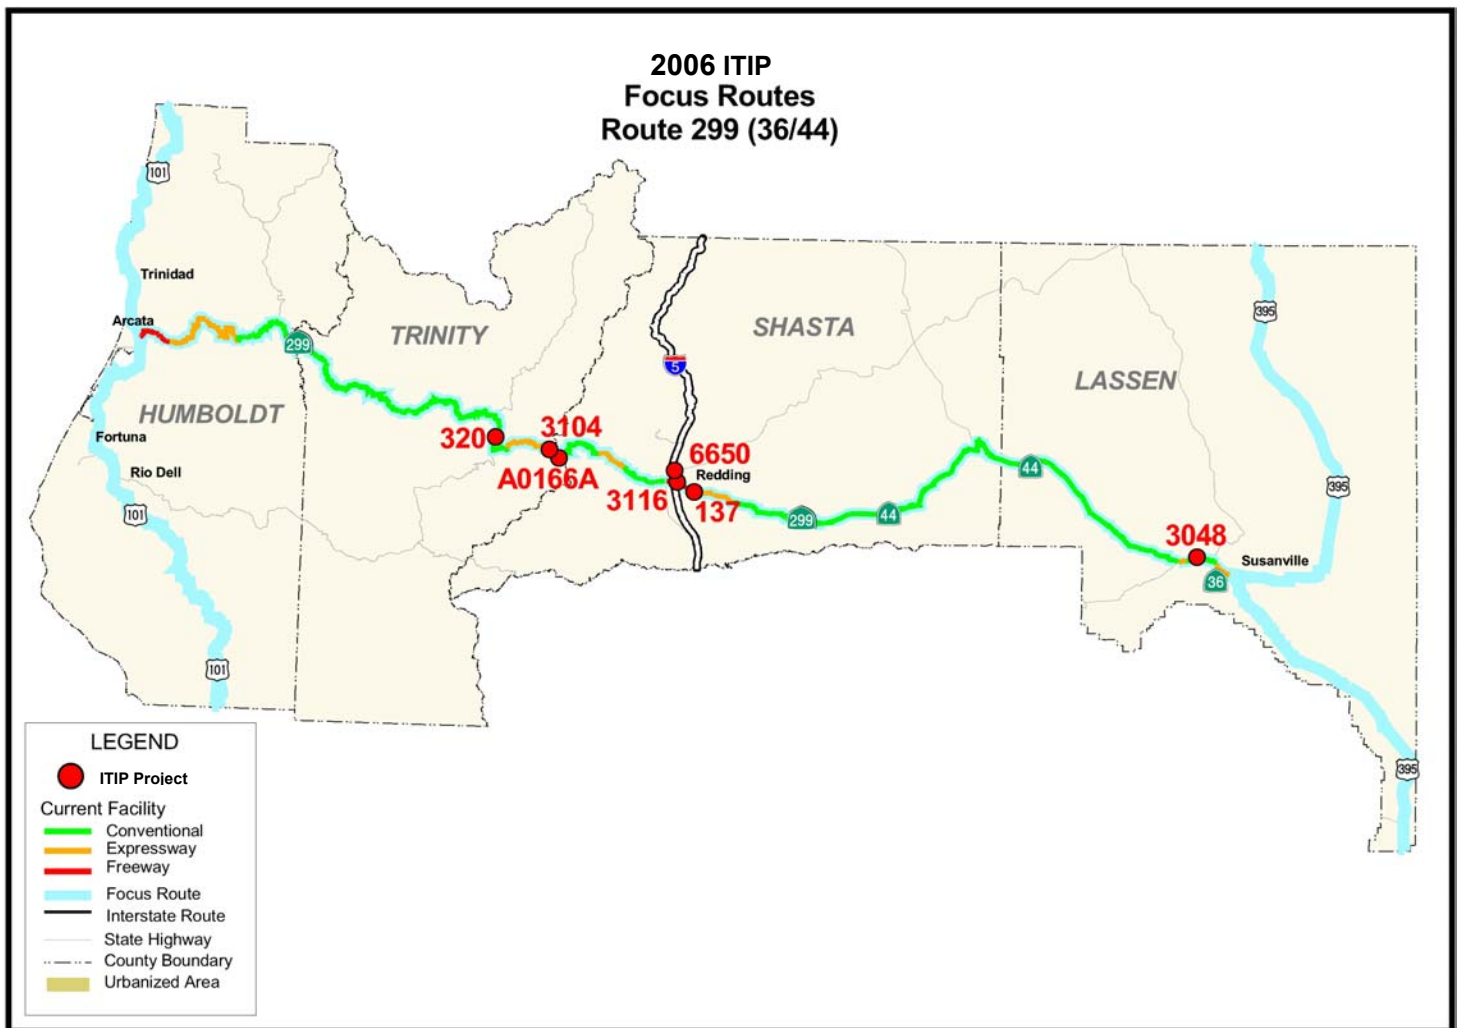 2006 ITIP
Focus Routes
Route 299 (36/44)
101
Trinidad
Arcata
299
TRINITY
SHASTA
5
395
LASSEN
HUMBOLDT
Fortuna
Rio Dell
101
320
3104
A0166A
6650
Redding
3116
137
299
44
44
395
3048
Susanville
36
101
395
LEGEND
ITIP Project
Current Facility
Conventional
Expressway
Freeway
Focus Route
Interstate Route
State Highway
County Boundary
Urbanized Area